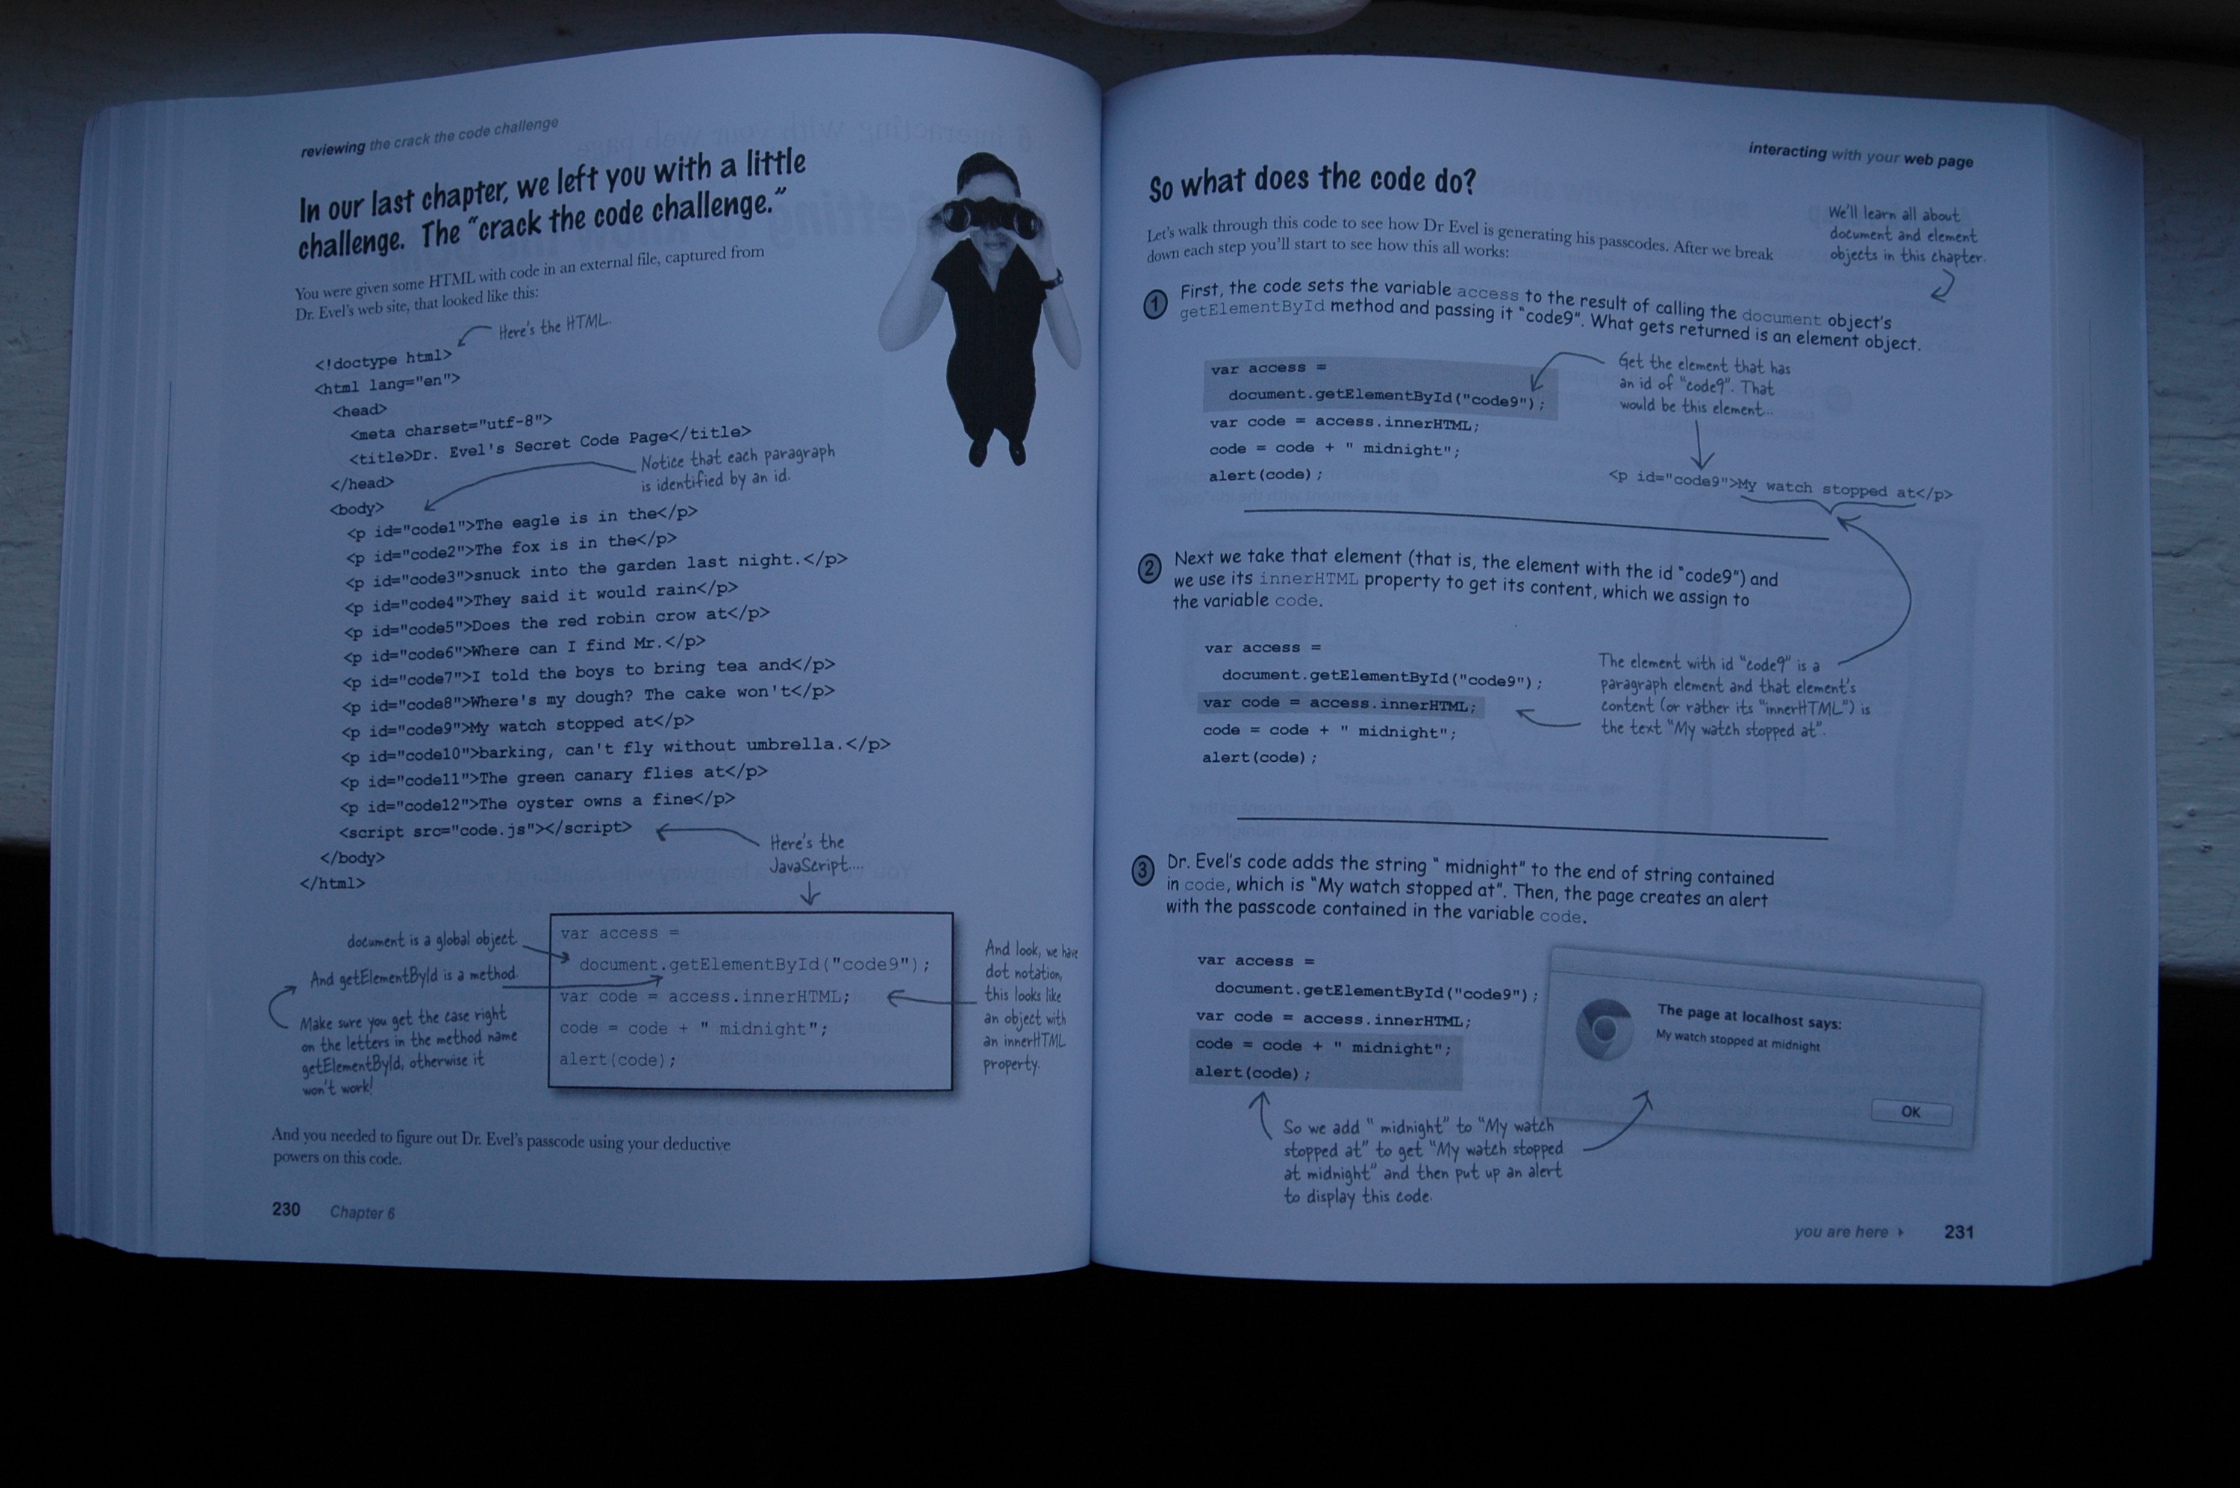 reviewing the crack the code challenge
In our last chapter, we left you with a little
challenge. The "crack the code challenge."
You were given some HTML with code in an external file, captured from
Dr. Evel's web site, that looked like this:
Here's the HTML.
<!doctype html>
<html lang="en">
<head>
<meta charset="utf-8">
<title>Dr. Evel's Secret Code Page</title>
</head>
<body>
Notice that each paragraph
is identified by an id.
<p id="code1">The eagle is in the</p>
<p id="code2">The fox is in the</p>
<p id="code3">snuck into the garden last night.</p>
<p id="code4">They said it would rain</p>
<p id="code5">Does the red robin crow at</p>
<p id="code6">Where can I find Mr.</p>
<p id="code7">I told the boys to bring tea and</p>
<p id="code8">Where's my dough? The cake won't</p>
<p id="code9">My watch stopped at</p>
<p id="code10">barking, can't fly without umbrella.</p>
<p id="code11">The green canary flies at</p>
<p id="code12">The oyster owns a fine</p>
<script src="code.js"></script>
</body>
</html>
Here's the
JavaScript....
document is a global object
And getElementById is a method.
Make sure you get the case right
on the letters in the method name
getElementById, otherwise it
won't work!
var access =
document.getElementById("code9");
var code = access.innerHTML;
code = code + " midnight";
alert(code);
And look, we have
dot notation,
this looks like
an object with
an innerHTML
property.
And you needed to figure out Dr. Evel's passcode using your deductive
powers on this code.
230 Chapter 6
interacting with your web page
So what does the code do?
Let's walk through this code to see how Dr Evel is generating his passcodes. After we break
down each step you'll start to see how this all works:
We'll learn all about
document and element
objects in this chapter.
1 First, the code sets the variable access to the result of calling the document object's
getElementById method and passing it "code9". What gets returned is an element object.
var access =
document.getElementById("code9");
var code = access.innerHTML;
code = code + " midnight";
alert(code);
Get the element that has
an id of "code9". That
would be this element...
<p id="code9">My watch stopped at</p>
2 Next we take that element (that is, the element with the id "code9") and
we use its innerHTML property to get its content, which we assign to
the variable code.
var access =
document.getElementById("code9");
var code = access.innerHTML;
code = code + " midnight";
alert(code);
The element with id "code9" is a
paragraph element and that element's
content (or rather its "innerHTML") is
the text "My watch stopped at".
3 Dr. Evel's code adds the string " midnight" to the end of string contained
in code, which is "My watch stopped at". Then, the page creates an alert
with the passcode contained in the variable code.
var access =
document.getElementById("code9");
var code = access.innerHTML;
code = code + " midnight";
alert(code);
The page at localhost says:
My watch stopped at midnight
OK
So we add " midnight" to "My watch
stopped at" to get "My watch stopped
at midnight" and then put up an alert
to display this code.
you are here 231